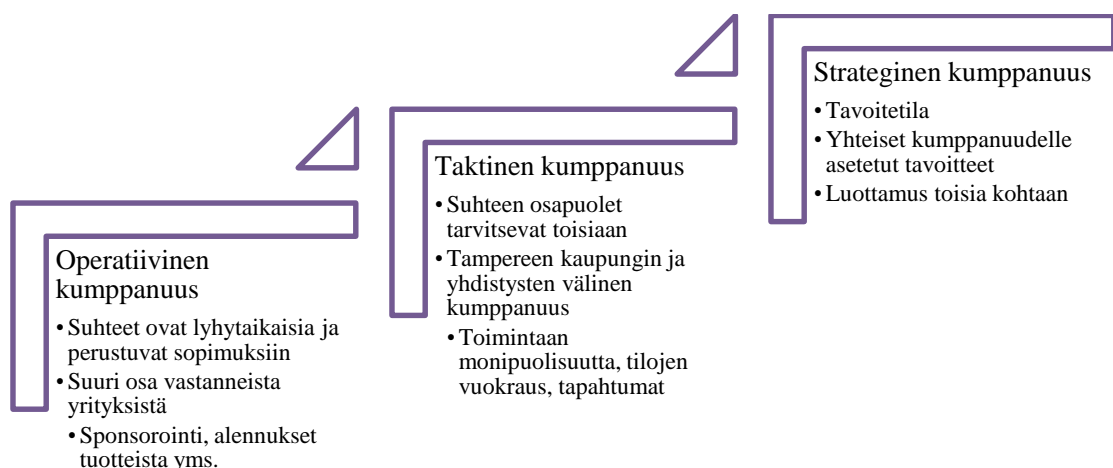 Operatiivinen
kumppanuus
• Suhteet ovat lyhytaikaisia ja
perustuvat sopimuksiin
• Suuri osa vastanneista
yrityksistä
• Sponsorointi, alennukset
tuotteista yms.
Taktinen kumppanuus
• Suhteen osapuolet
tarvitsevat toisiaan
• Tampereen kaupungin ja
yhdistysten välinen
kumppanuus
• Toimintaan
monipuolisuutta, tilojen
vuokraus, tapahtumat
Strateginen kumppanuus
• Tavoitetila
• Yhteiset kumppanuudelle
asetetut tavoitteet
• Luottamus toisia kohtaan